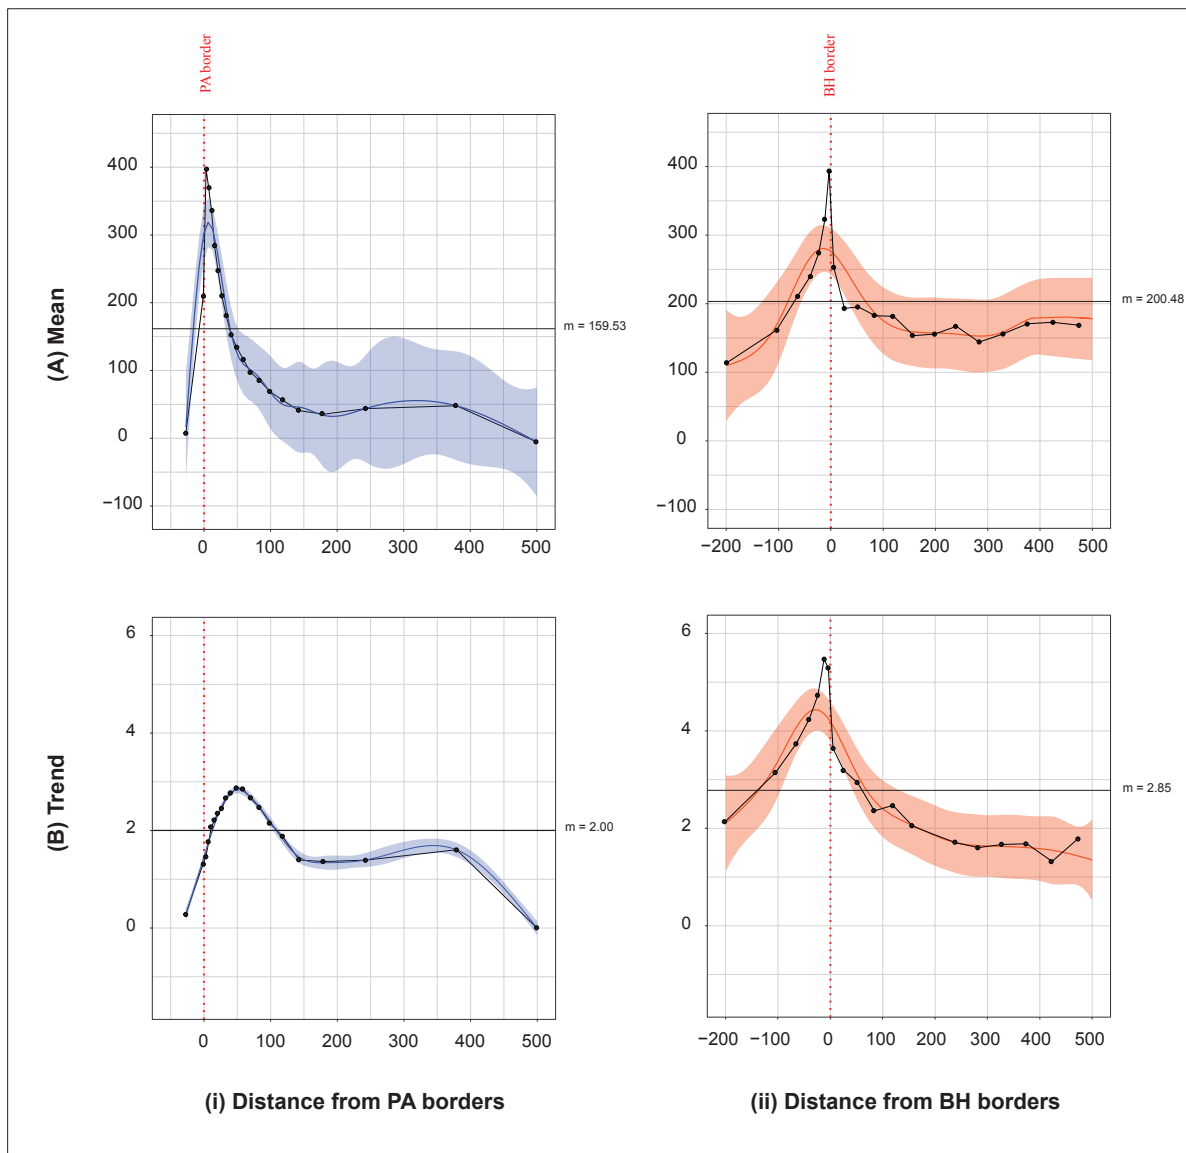 PA border
BH border
(A) Mean
400
300
200
100
0
−100
m = 159.53
0 100 200 300 400 500
400
300
200
100
0
−100
m = 200.48
−200 −100 0 100 200 300 400 500
(B) Trend
6
4
2
0
m = 2.00
0 100 200 300 400 500
6
4
2
0
m = 2.85
−200 −100 0 100 200 300 400 500
(i) Distance from PA borders
(ii) Distance from BH borders